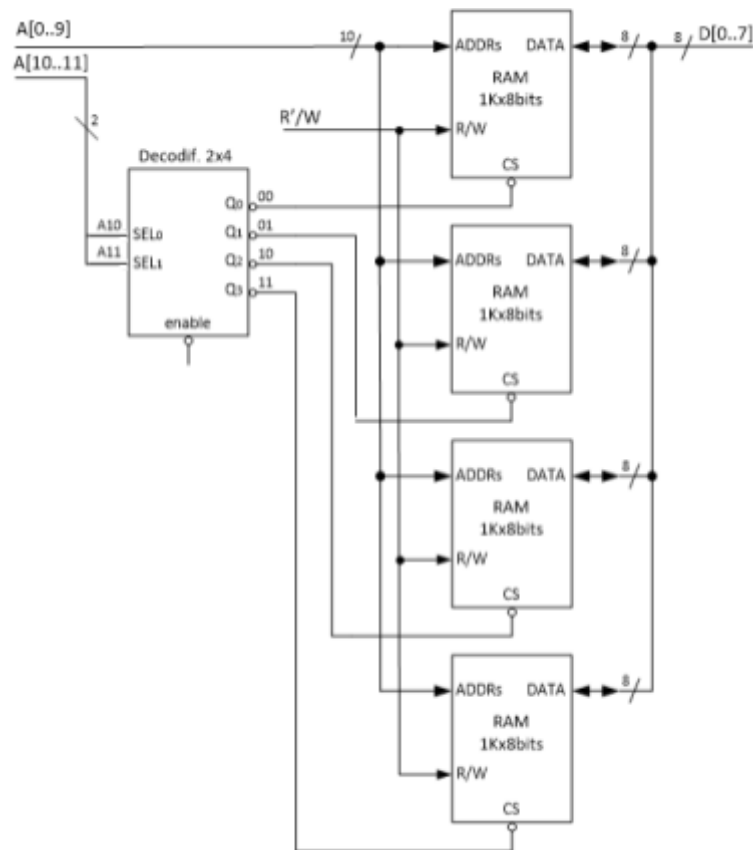 A[0..9]
A[10..11]
10
ADDRs DATA
8
8
D[0..7]
RAM
1Kx8bits
R'/W
R/W
CS
2
Decodif. 2x4
Q0 00
Q1 01
Q2 10
Q3 11
A10 SEL0
A11 SEL1
enable
ADDRs DATA
8
RAM
1Kx8bits
R/W
CS
ADDRs DATA
8
RAM
1Kx8bits
R/W
CS
ADDRs DATA
8
RAM
1Kx8bits
R/W
CS